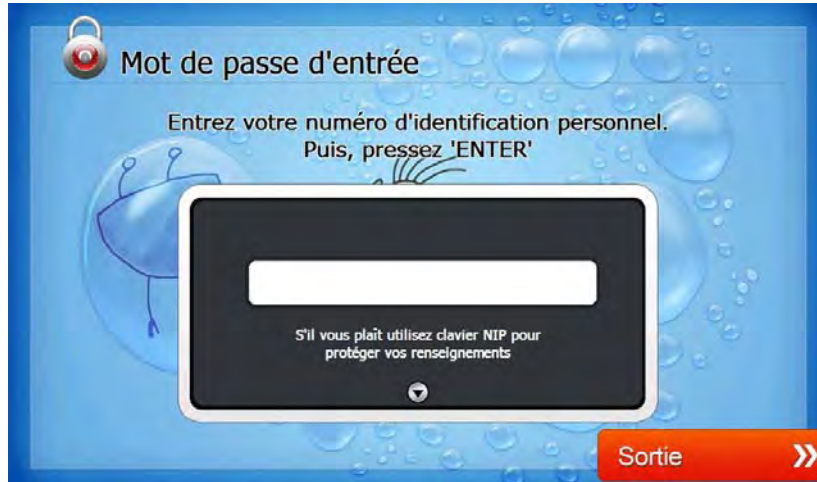 Mot de passe d'entrée
Entrez votre numéro d'identification personnel.
Puis, pressez 'ENTER'
S'il vous plaît utilisez clavier NIP pour
protéger vos renseignements
Sortie